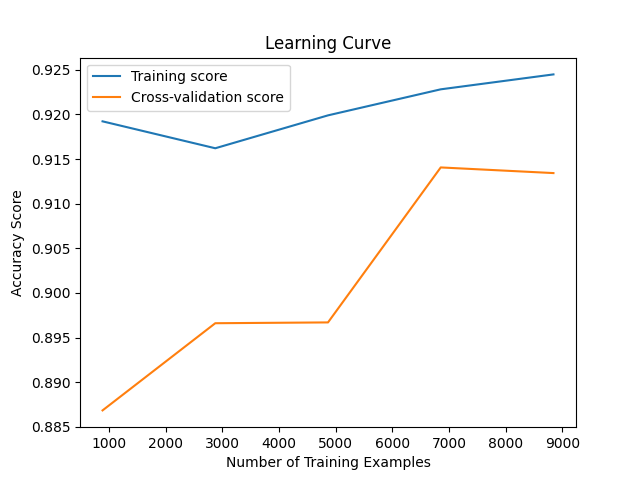 Learning Curve
Training score
Cross-validation score
0.925
0.920
0.915
0.910
0.905
0.900
0.895
0.890
0.885
Accuracy Score
1000 2000 3000 4000 5000 6000 7000 8000 9000
Number of Training Examples